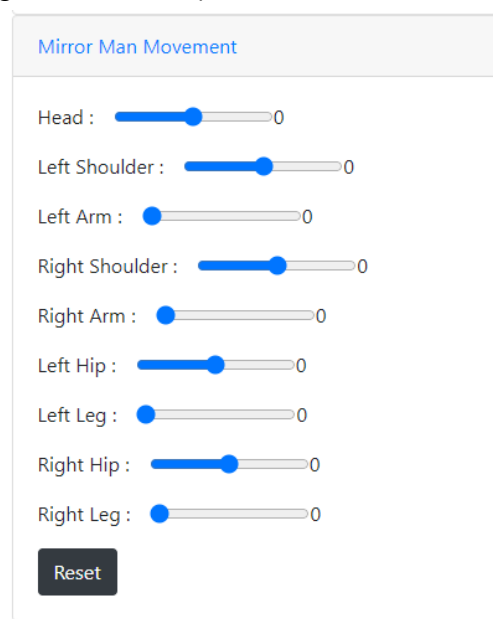 Mirror Man Movement
Head : 0
Left Shoulder : 0
Left Arm : 0
Right Shoulder : 0
Right Arm : 0
Left Hip : 0
Left Leg : 0
Right Hip : 0
Right Leg : 0
Reset